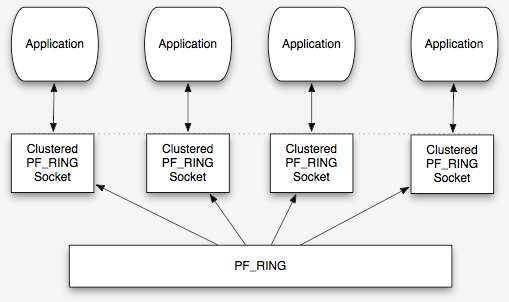 Application
Application
Application
Application
Clustered
PF_RING
Socket
Clustered
PF_RING
Socket
Clustered
PF_RING
Socket
Clustered
PF_RING
Socket
PF_RING